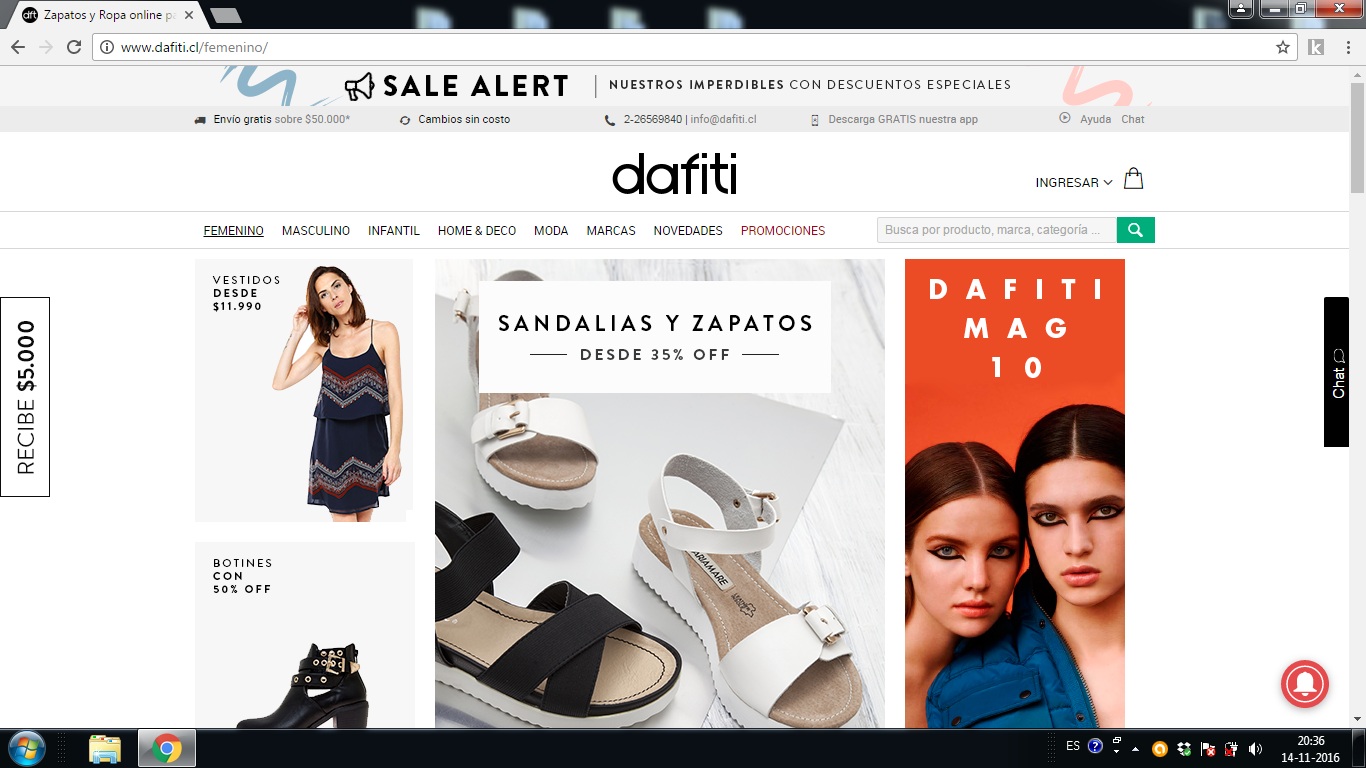 dft Zapatos y Ropa online pa
www.dafiti.cl/femenino/
SALE ALERT | NUESTROS IMPERDIBLES CON DESCUENTOS ESPECIALES
Envío gratis sobre $50.000*
Cambios sin costo
2-26569840 | info@dafiti.cl
Descarga GRATIS nuestra app
Ayuda Chat
dafiti
INGRESAR
FEMENINO MASCULINO INFANTIL HOME & DECO MODA MARCAS NOVEDADES PROMOCIONES
Busca por producto, marca, categoría ...
RECIBE $5.000
VESTIDOS
DESDE
$11.990
BOTINES
CON
50% OFF
SANDALIAS Y ZAPATOS
DESDE 35% OFF
DAFITI
MAG
10
Chat
ES
20:36
14-11-2016